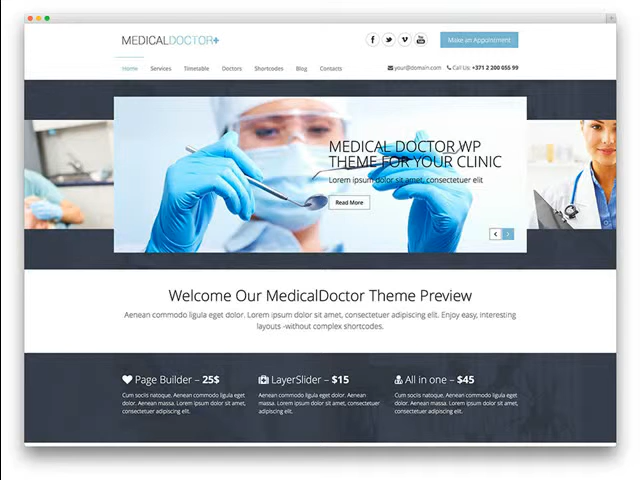 MEDICALDOCTOR+
Make an Appointment
Home Services Timetable Doctors Shortcodes Blog Contacts
your@domain.com Call Us: +371 2 200 055 99
MEDICAL DOCTOR WP
THEME FOR YOUR CLINIC
Lorem ipsum dolor sit amet, consectetuer elit
Read More
Welcome Our MedicalDoctor Theme Preview
Aenean commodo ligula eget dolor. Lorem ipsum dolor sit amet, consectetuer adipiscing elit. Enjoy easy, interesting
layouts -without complex shortcodes.
Page Builder – 25$
Cum sociis natoque, Aenean commodo ligula eget
dolor. Aenean massa. Lorem ipsum dolor sit amet,
consectetuer adipiscing elit.
LayerSlider – $15
Cum sociis natoque, Aenean commodo ligula eget
dolor. Aenean massa. Lorem ipsum dolor sit amet,
consectetuer adipiscing elit.
All in one – $45
Cum sociis natoque, Aenean commodo ligula eget
dolor. Aenean massa. Lorem ipsum dolor sit amet,
consectetuer adipiscing elit.